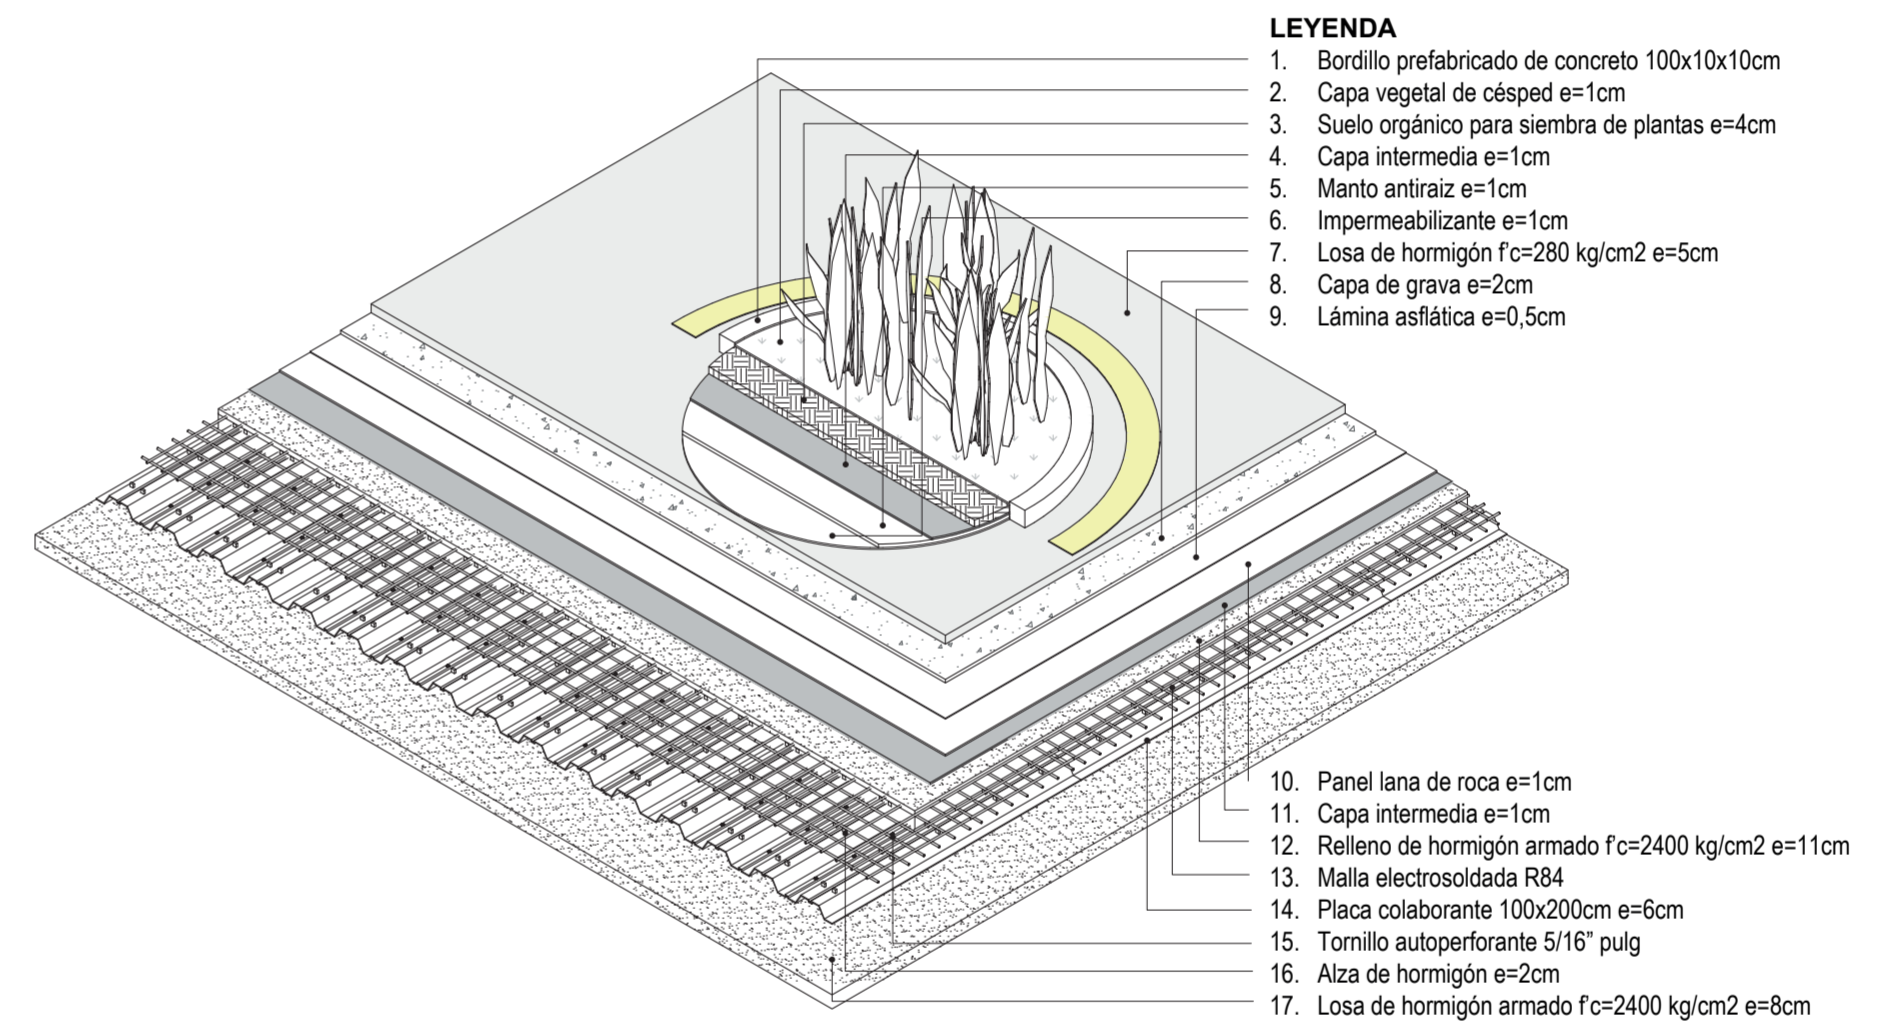 LEYENDA
1. Bordillo prefabricado de concreto 100x10x10cm
2. Capa vegetal de césped e=1cm
3. Suelo orgánico para siembra de plantas e=4cm
4. Capa intermedia e=1cm
5. Manto antiraiz e=1cm
6. Impermeabilizante e=1cm
7. Losa de hormigón f'c=280 kg/cm2 e=5cm
8. Capa de grava e=2cm
9. Lámina asflática e=0,5cm
10. Panel lana de roca e=1cm
11. Capa intermedia e=1cm
12. Relleno de hormigón armado f'c=2400 kg/cm2 e=11cm
13. Malla electrosoldada R84
14. Placa colaborante 100x200cm e=6cm
15. Tornillo autoperforante 5/16” pulg
16. Alza de hormigón e=2cm
17. Losa de hormigón armado f'c=2400 kg/cm2 e=8cm